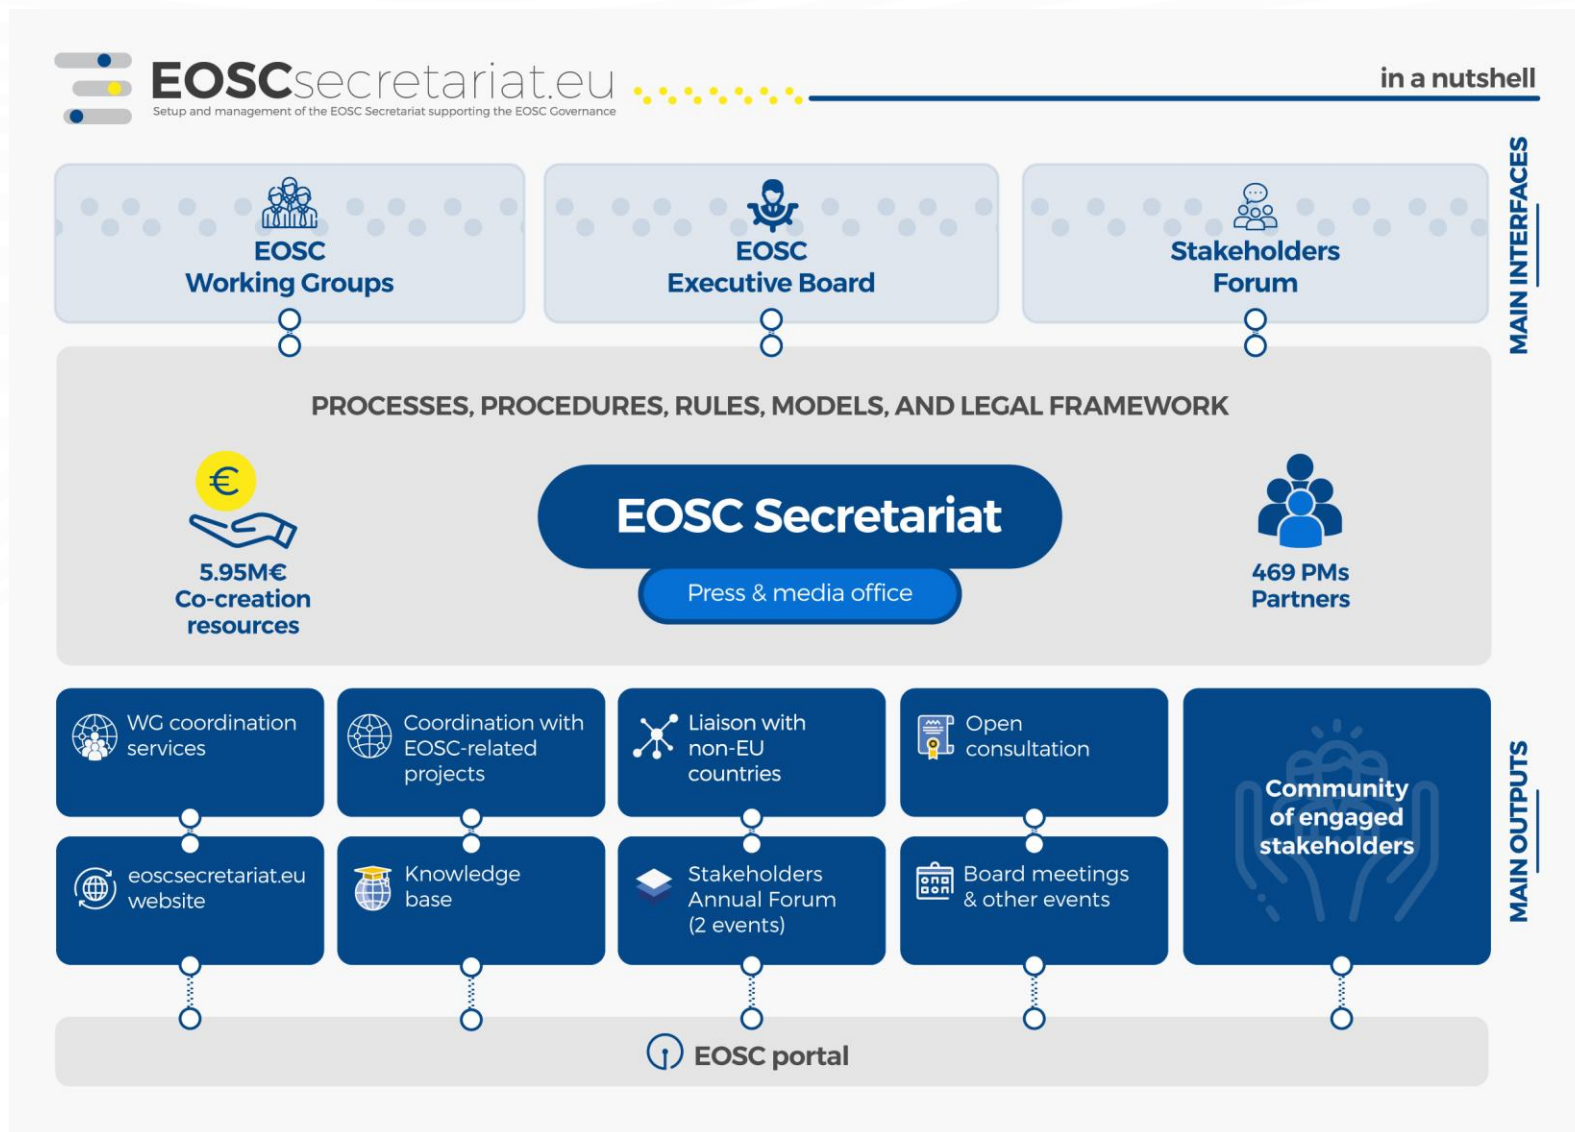 EOSCsecretariat.eu
Setup and management of the EOSC Secretariat supporting the EOSC Governance
in a nutshell
MAIN INTERFACES
EOSC
Working Groups
EOSC
Executive Board
Stakeholders
Forum
PROCESSES, PROCEDURES, RULES, MODELS, AND LEGAL FRAMEWORK
€
5.95M€
Co-creation
resources
EOSC Secretariat
Press & media office
469 PMs
Partners
MAIN OUTPUTS
WG coordination
services
Coordination with
EOSC-related
projects
Liaison with
non-EU
countries
Open
consultation
Community
of engaged
stakeholders
eoscsecretariat.eu
website
Knowledge
base
Stakeholders
Annual Forum
(2 events)
Board meetings
& other events
EOSC portal